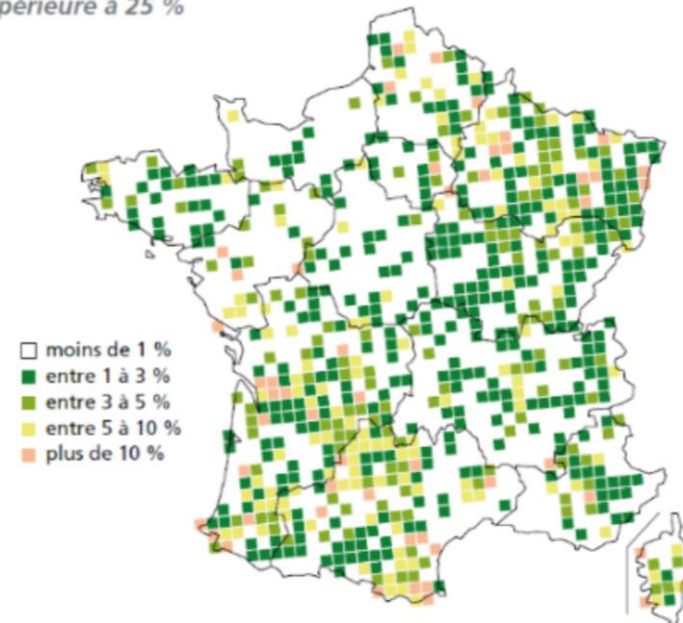 périeure à 25 %
moins de 1 %
entre 1 à 3 %
entre 3 à 5 %
entre 5 à 10 %
plus de 10 %